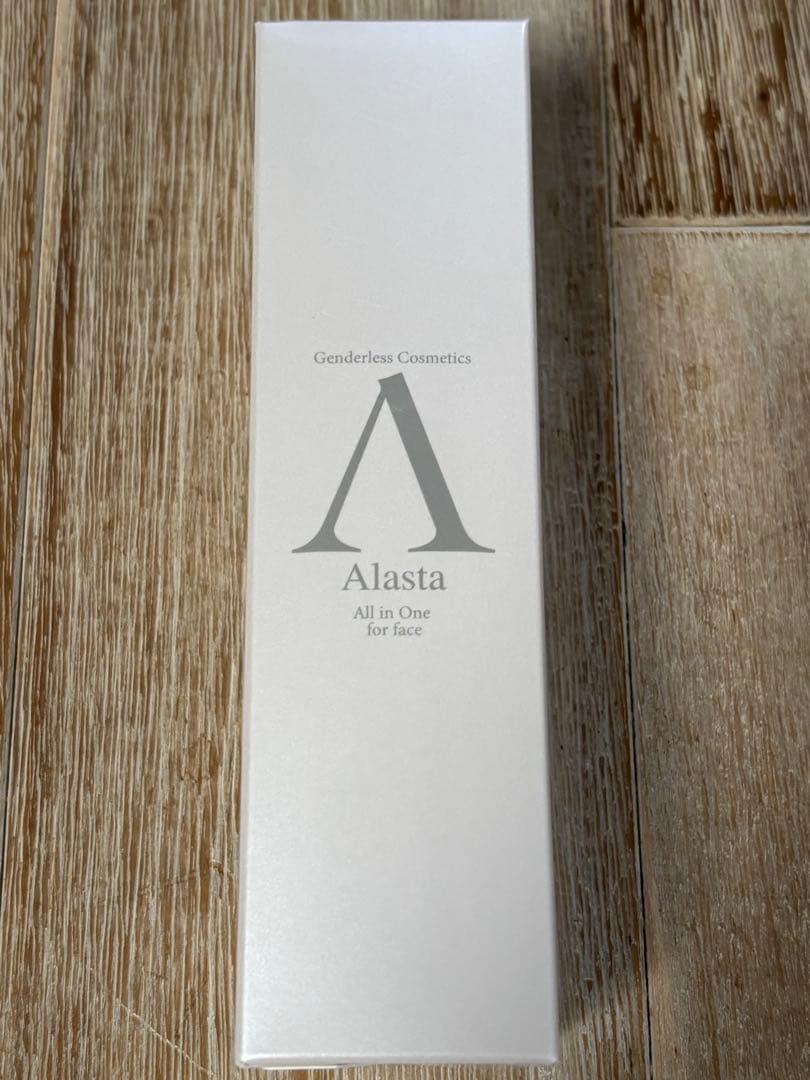 Genderless Cosmetics
Λ
Alasta
All in One
for face